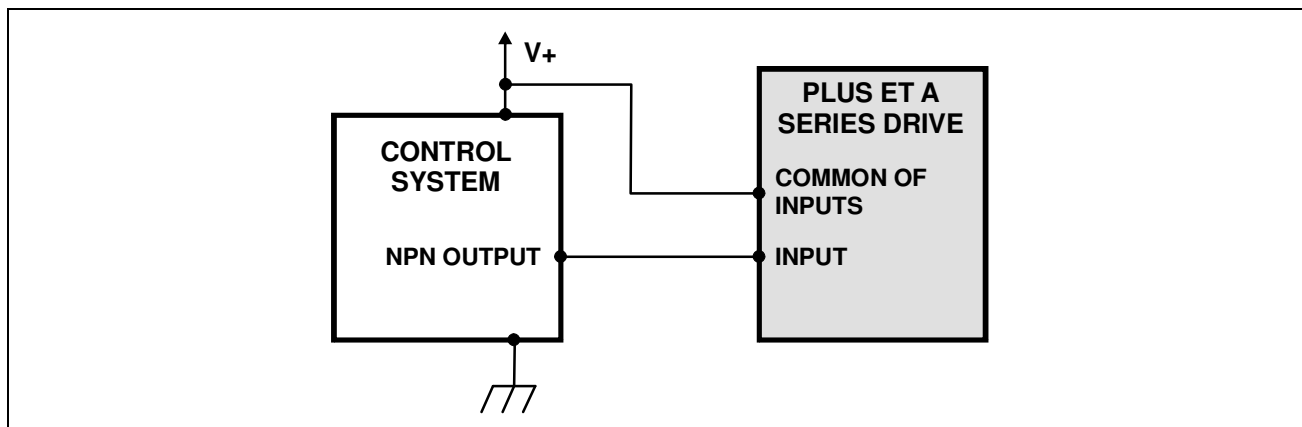 V+
PLUS ET A
SERIES DRIVE
CONTROL
SYSTEM
COMMON OF
INPUTS
NPN OUTPUT
INPUT